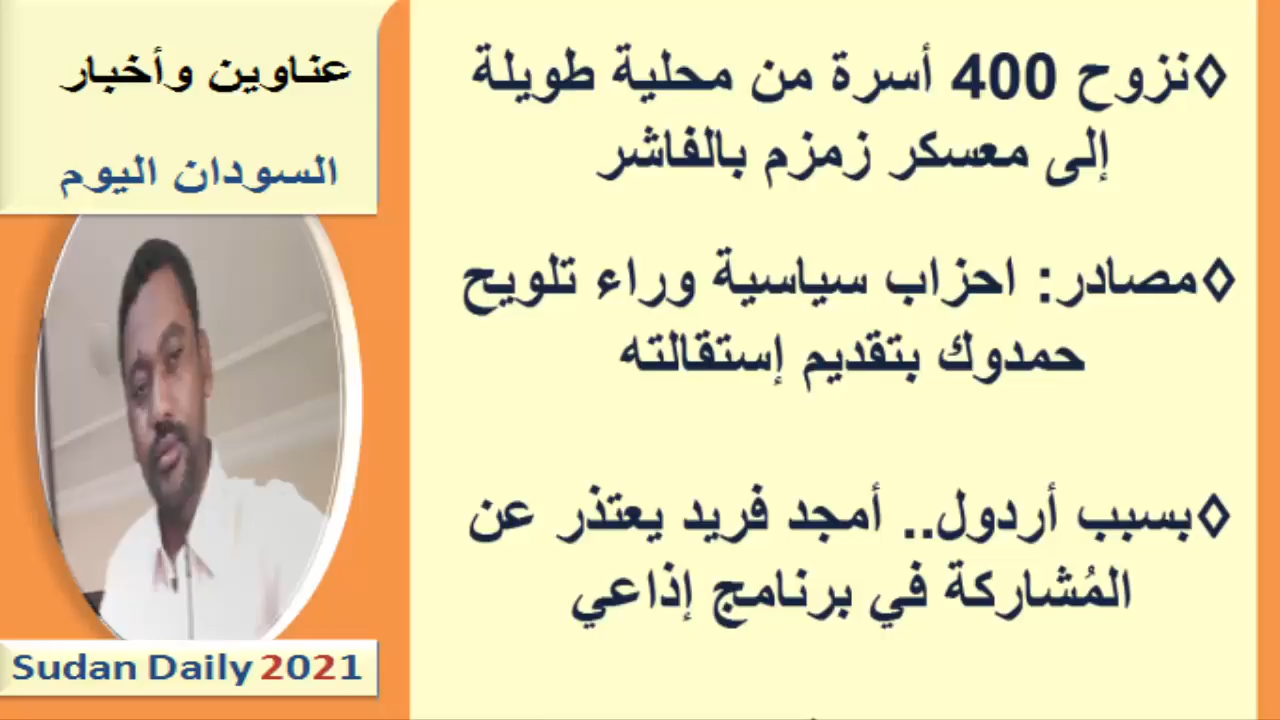 عناوين وأخبار
السودان اليوم
◊نزوح 400 أسرة من محلية طويلة
إلى معسكر زمزم بالفاشر
◊مصادر: احزاب سياسية وراء تلويح
حمدوك بتقديم إستقالته
◊بسبب أردول.. أمجد فريد يعتذر عن
المُشاركة في برنامج إذاعي
Sudan Daily 2021